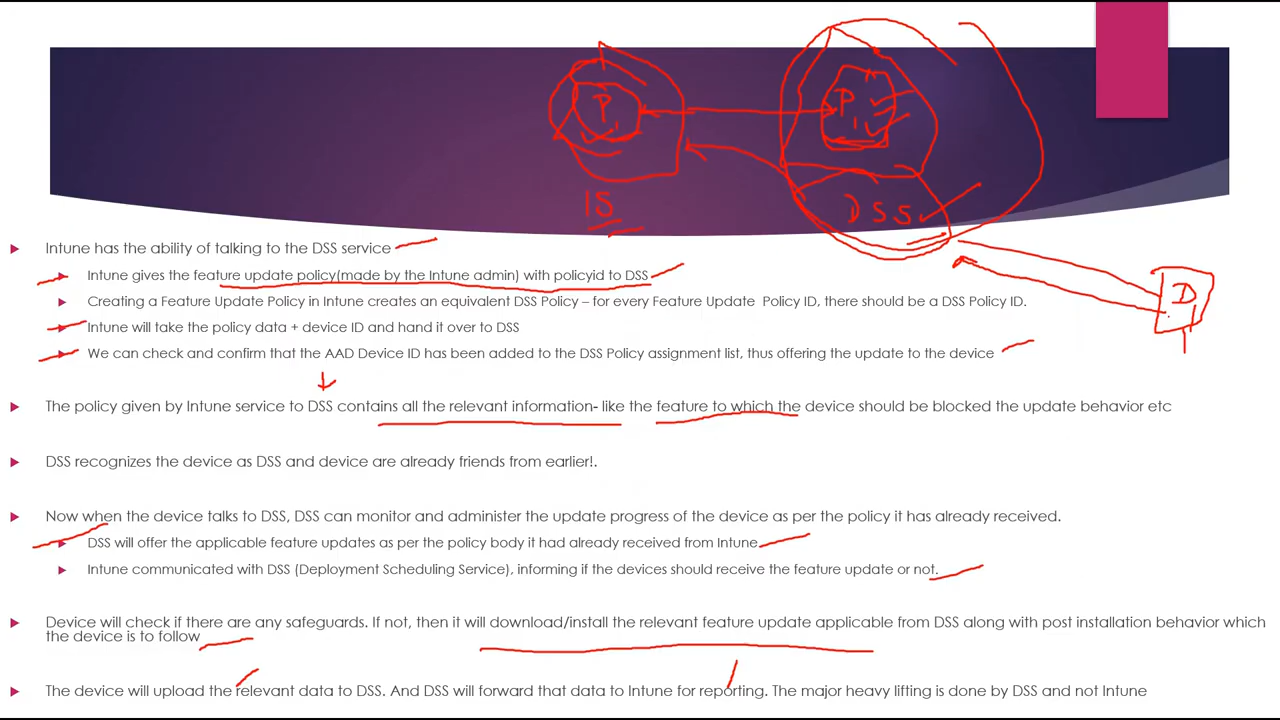 P1
P1
IS
DSS
D1
Intune has the ability of talking to the DSS service
Intune gives the feature update policy(made by the Intune admin) with policyid to DSS
Creating a Feature Update Policy in Intune creates an equivalent DSS Policy – for every Feature Update Policy ID, there should be a DSS Policy ID.
Intune will take the policy data + device ID and hand it over to DSS
We can check and confirm that the AAD Device ID has been added to the DSS Policy assignment list, thus offering the update to the device
The policy given by Intune service to DSS contains all the relevant information- like the feature to which the device should be blocked the update behavior etc
DSS recognizes the device as DSS and device are already friends from earlier!.
Now when the device talks to DSS, DSS can monitor and administer the update progress of the device as per the policy it has already received.
DSS will offer the applicable feature updates as per the policy body it had already received from Intune
Intune communicated with DSS (Deployment Scheduling Service), informing if the devices should receive the feature update or not.
Device will check if there are any safeguards. If not, then it will download/install the relevant feature update applicable from DSS along with post installation behavior which
the device is to follow
The device will upload the relevant data to DSS. And DSS will forward that data to Intune for reporting. The major heavy lifting is done by DSS and not Intune